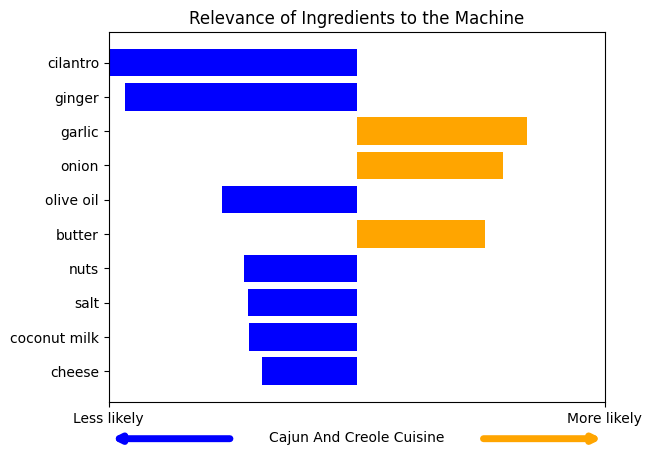 Relevance of Ingredients to the Machine
cilantro
ginger
garlic
onion
olive oil
butter
nuts
salt
coconut milk
cheese
Less likely
More likely
Cajun And Creole Cuisine